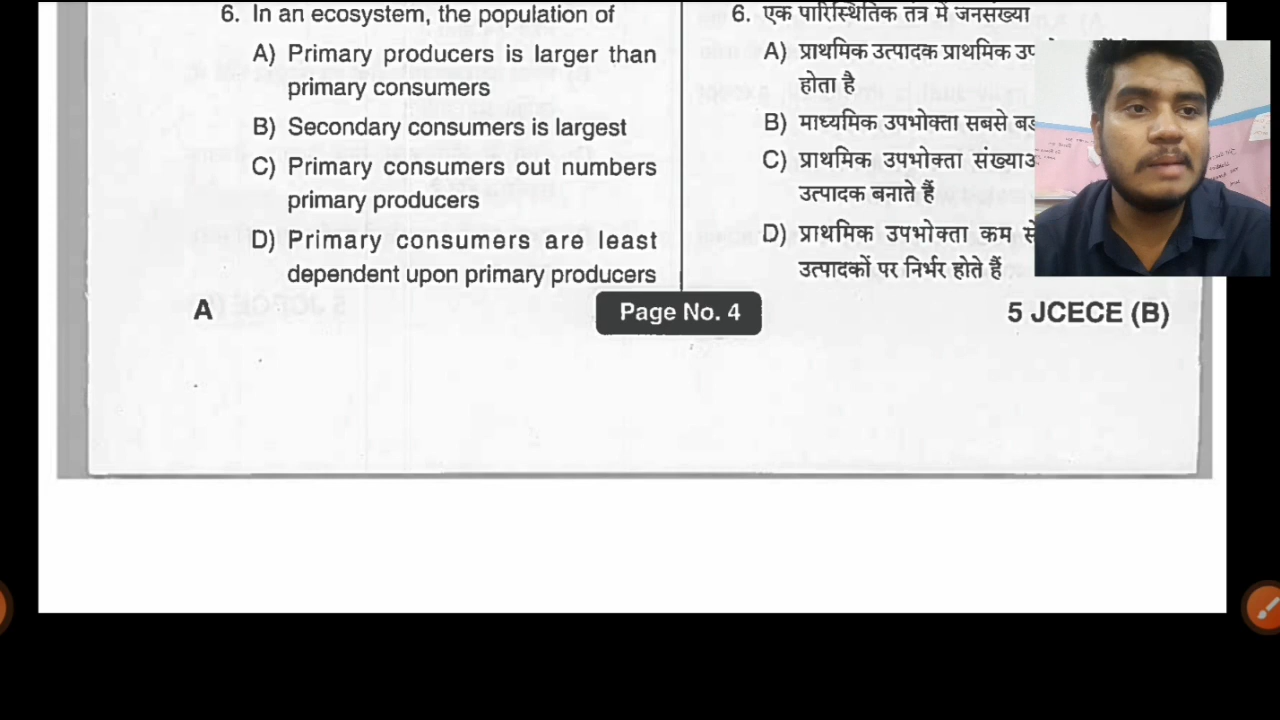 6. In an ecosystem, the population of
A) Primary producers is larger than
primary consumers
B) Secondary consumers is largest
C) Primary consumers out numbers
primary producers
D) Primary consumers are least
dependent upon primary producers
6. एक पारिस्थितिक तंत्र में जनसंख्या
A) प्राथमिक उत्पादक प्राथमिक
होता है
B) माध्यमिक उपभोक्ता सबसे
C) प्राथमिक उपभोक्ता
उत्पादक बनाते हैं
D) प्राथमिक उपभोक्ता कम
उत्पादकों पर निर्भर होते हैं
A
Page No. 4
5 JCECE (B)